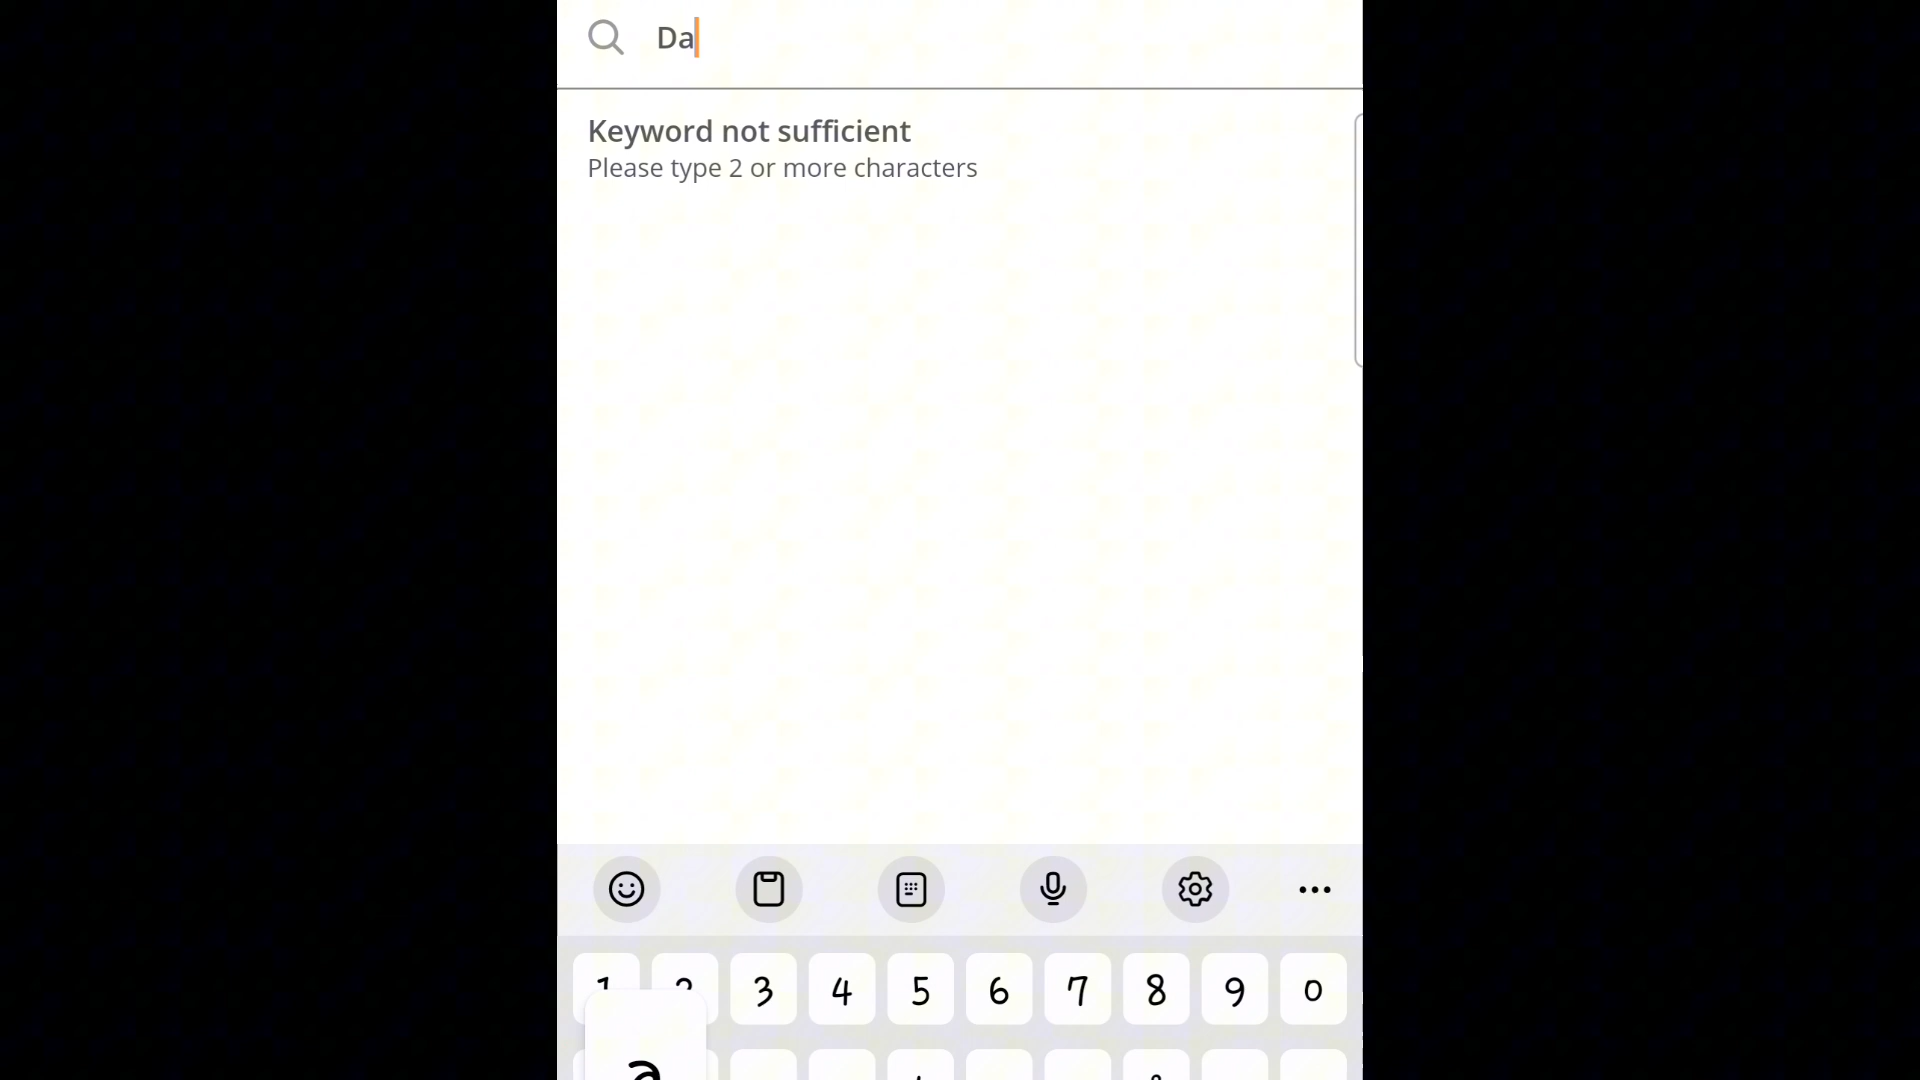 Da
Keyword not sufficient
Please type 2 or more characters
1 2 3 4 5 6 7 8 9 0
a